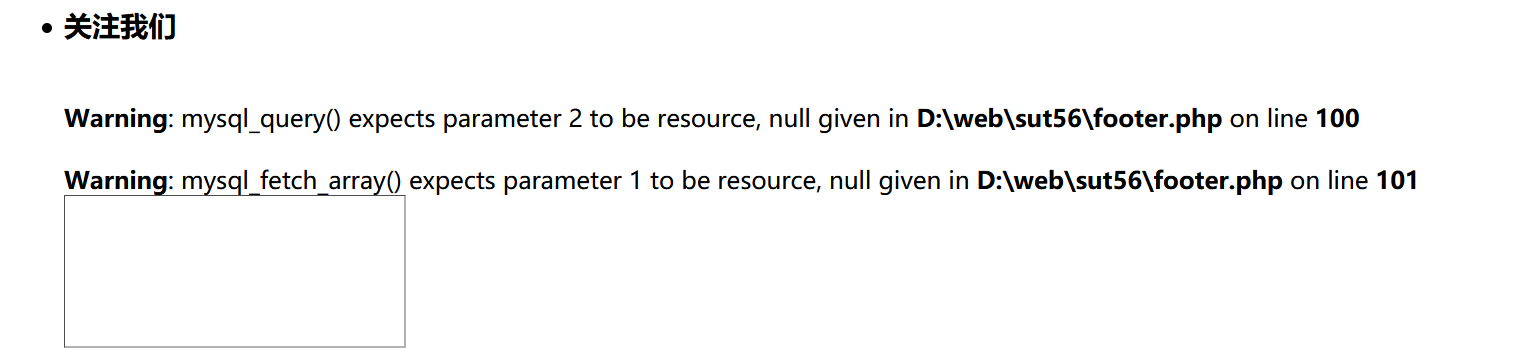 关注我们
Warning: mysql_query() expects parameter 2 to be resource, null given in D:\web\sut56\footer.php on line 100
Warning: mysql_fetch_array() expects parameter 1 to be resource, null given in D:\web\sut56\footer.php on line 101